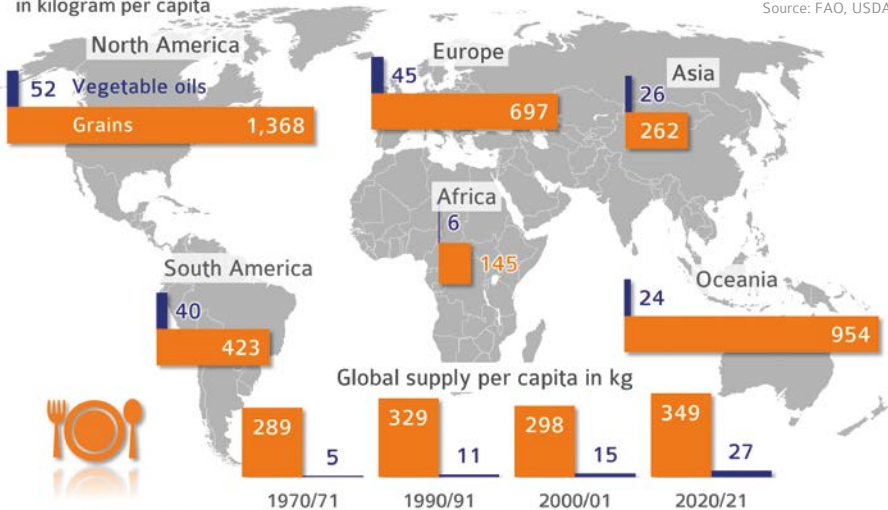 in kilogram per capita
Source: FAO, USDA
North America
52 Vegetable oils
Grains 1,368
Europe
45
697
Asia
26
262
Africa
6
145
South America
40
423
Oceania
24
954
Global supply per capita in kg
289 5
329 11
298 15
349 27
1970/71 1990/91 2000/01 2020/21